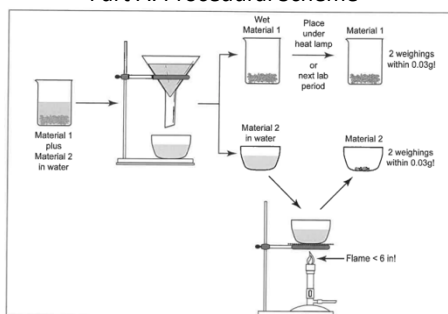 Part A: Procedural Scheme
Wet
Material 1
Place
under
heat lamp
or
next lab
period
Material 1
2 weighings
within 0.03g!
Material 1
plus
Material 2
in water
Material 2
in water
Material 2
2 weighings
within 0.03g!
Flame < 6 in!